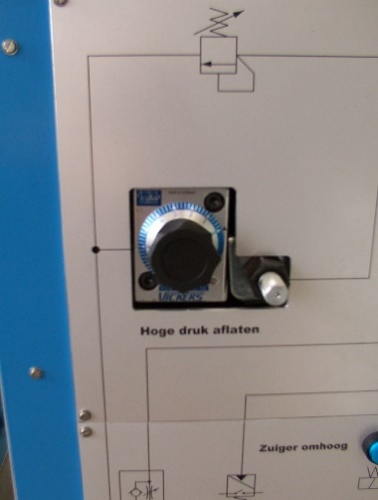 VICKERS
Hoge druk aflaten
Zuiger omhoog